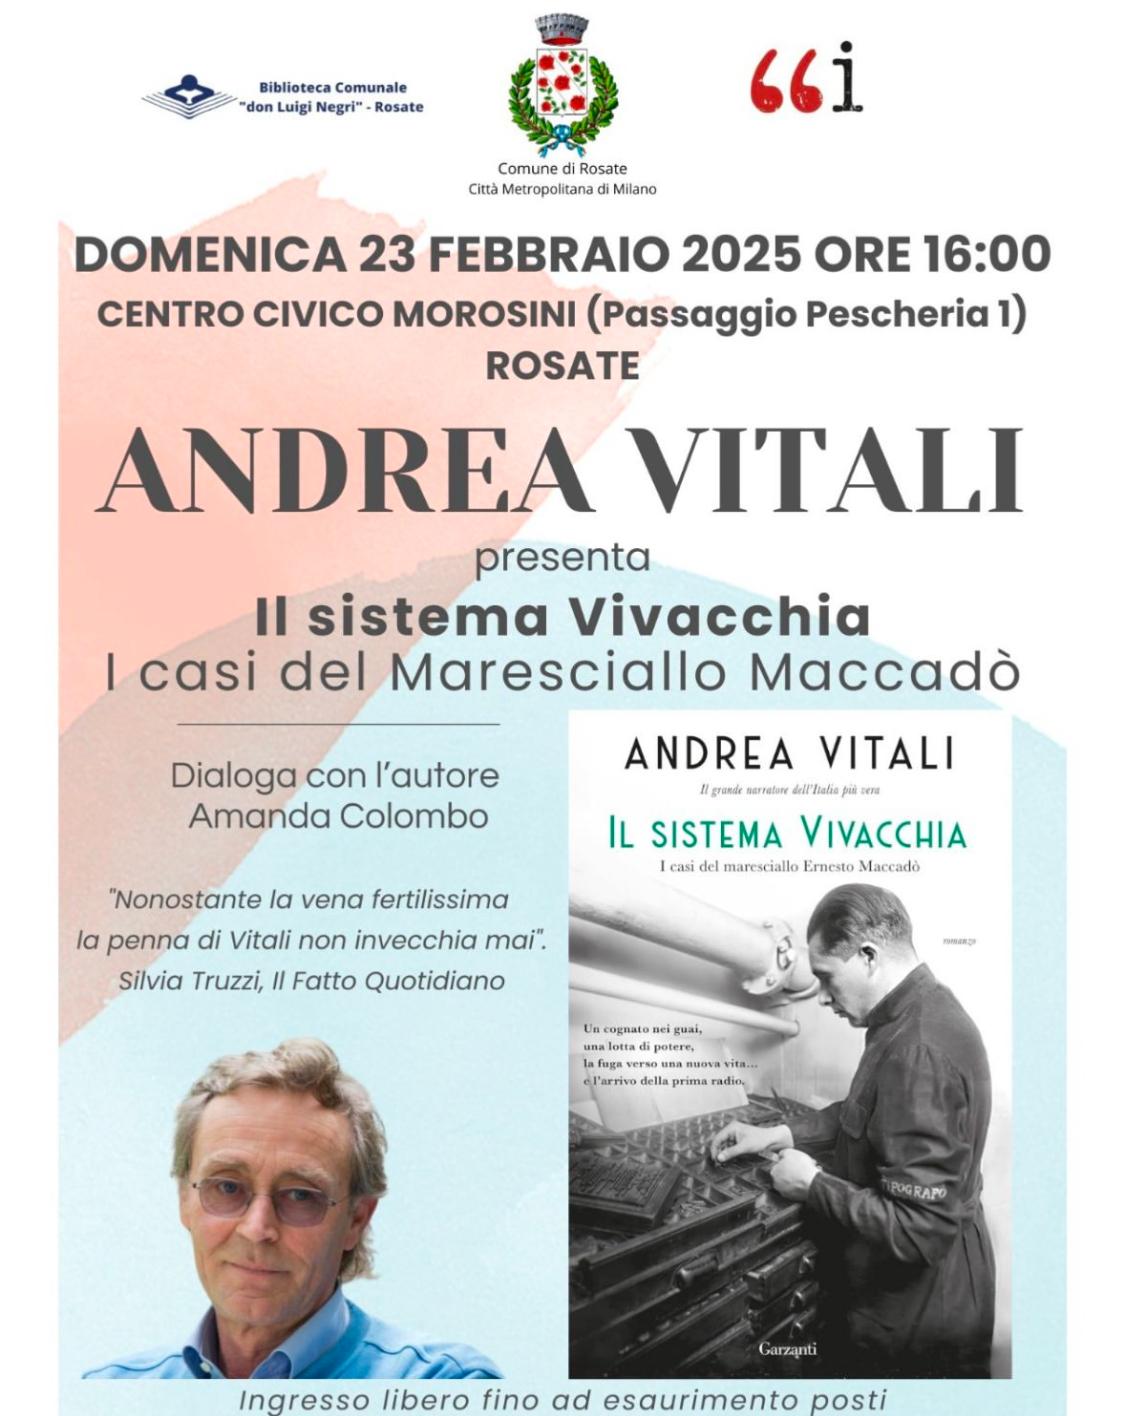 Biblioteca Comunale
"don Luigi Negri" - Rosate
Comune di Rosate
Città Metropolitana di Milano
66i
DOMENICA 23 FEBBRAIO 2025 ORE 16:00
CENTRO CIVICO MOROSINI (Passaggio Pescheria 1)
ROSATE
ANDREA VITALI
presenta
Il sistema Vivacchia
I casi del Maresciallo Maccadò
Dialoga con l'autore
Amanda Colombo
"Nonostante la vena fertilissima
la penna di Vitali non invecchia mai".
Silvia Truzzi, Il Fatto Quotidiano
ANDREA VITALI
Il grande narratore dell'Italia più vera
IL SISTEMA VIVACCHIA
I casi del maresciallo Ernesto Maccadò
romanzo
Un cognato nei guai,
una lotta di potere,
la fuga verso una nuova vita...
e l'arrivo della prima radio.
TIPOGRAFO
Garzanti
Ingresso libero fino ad esaurimento posti